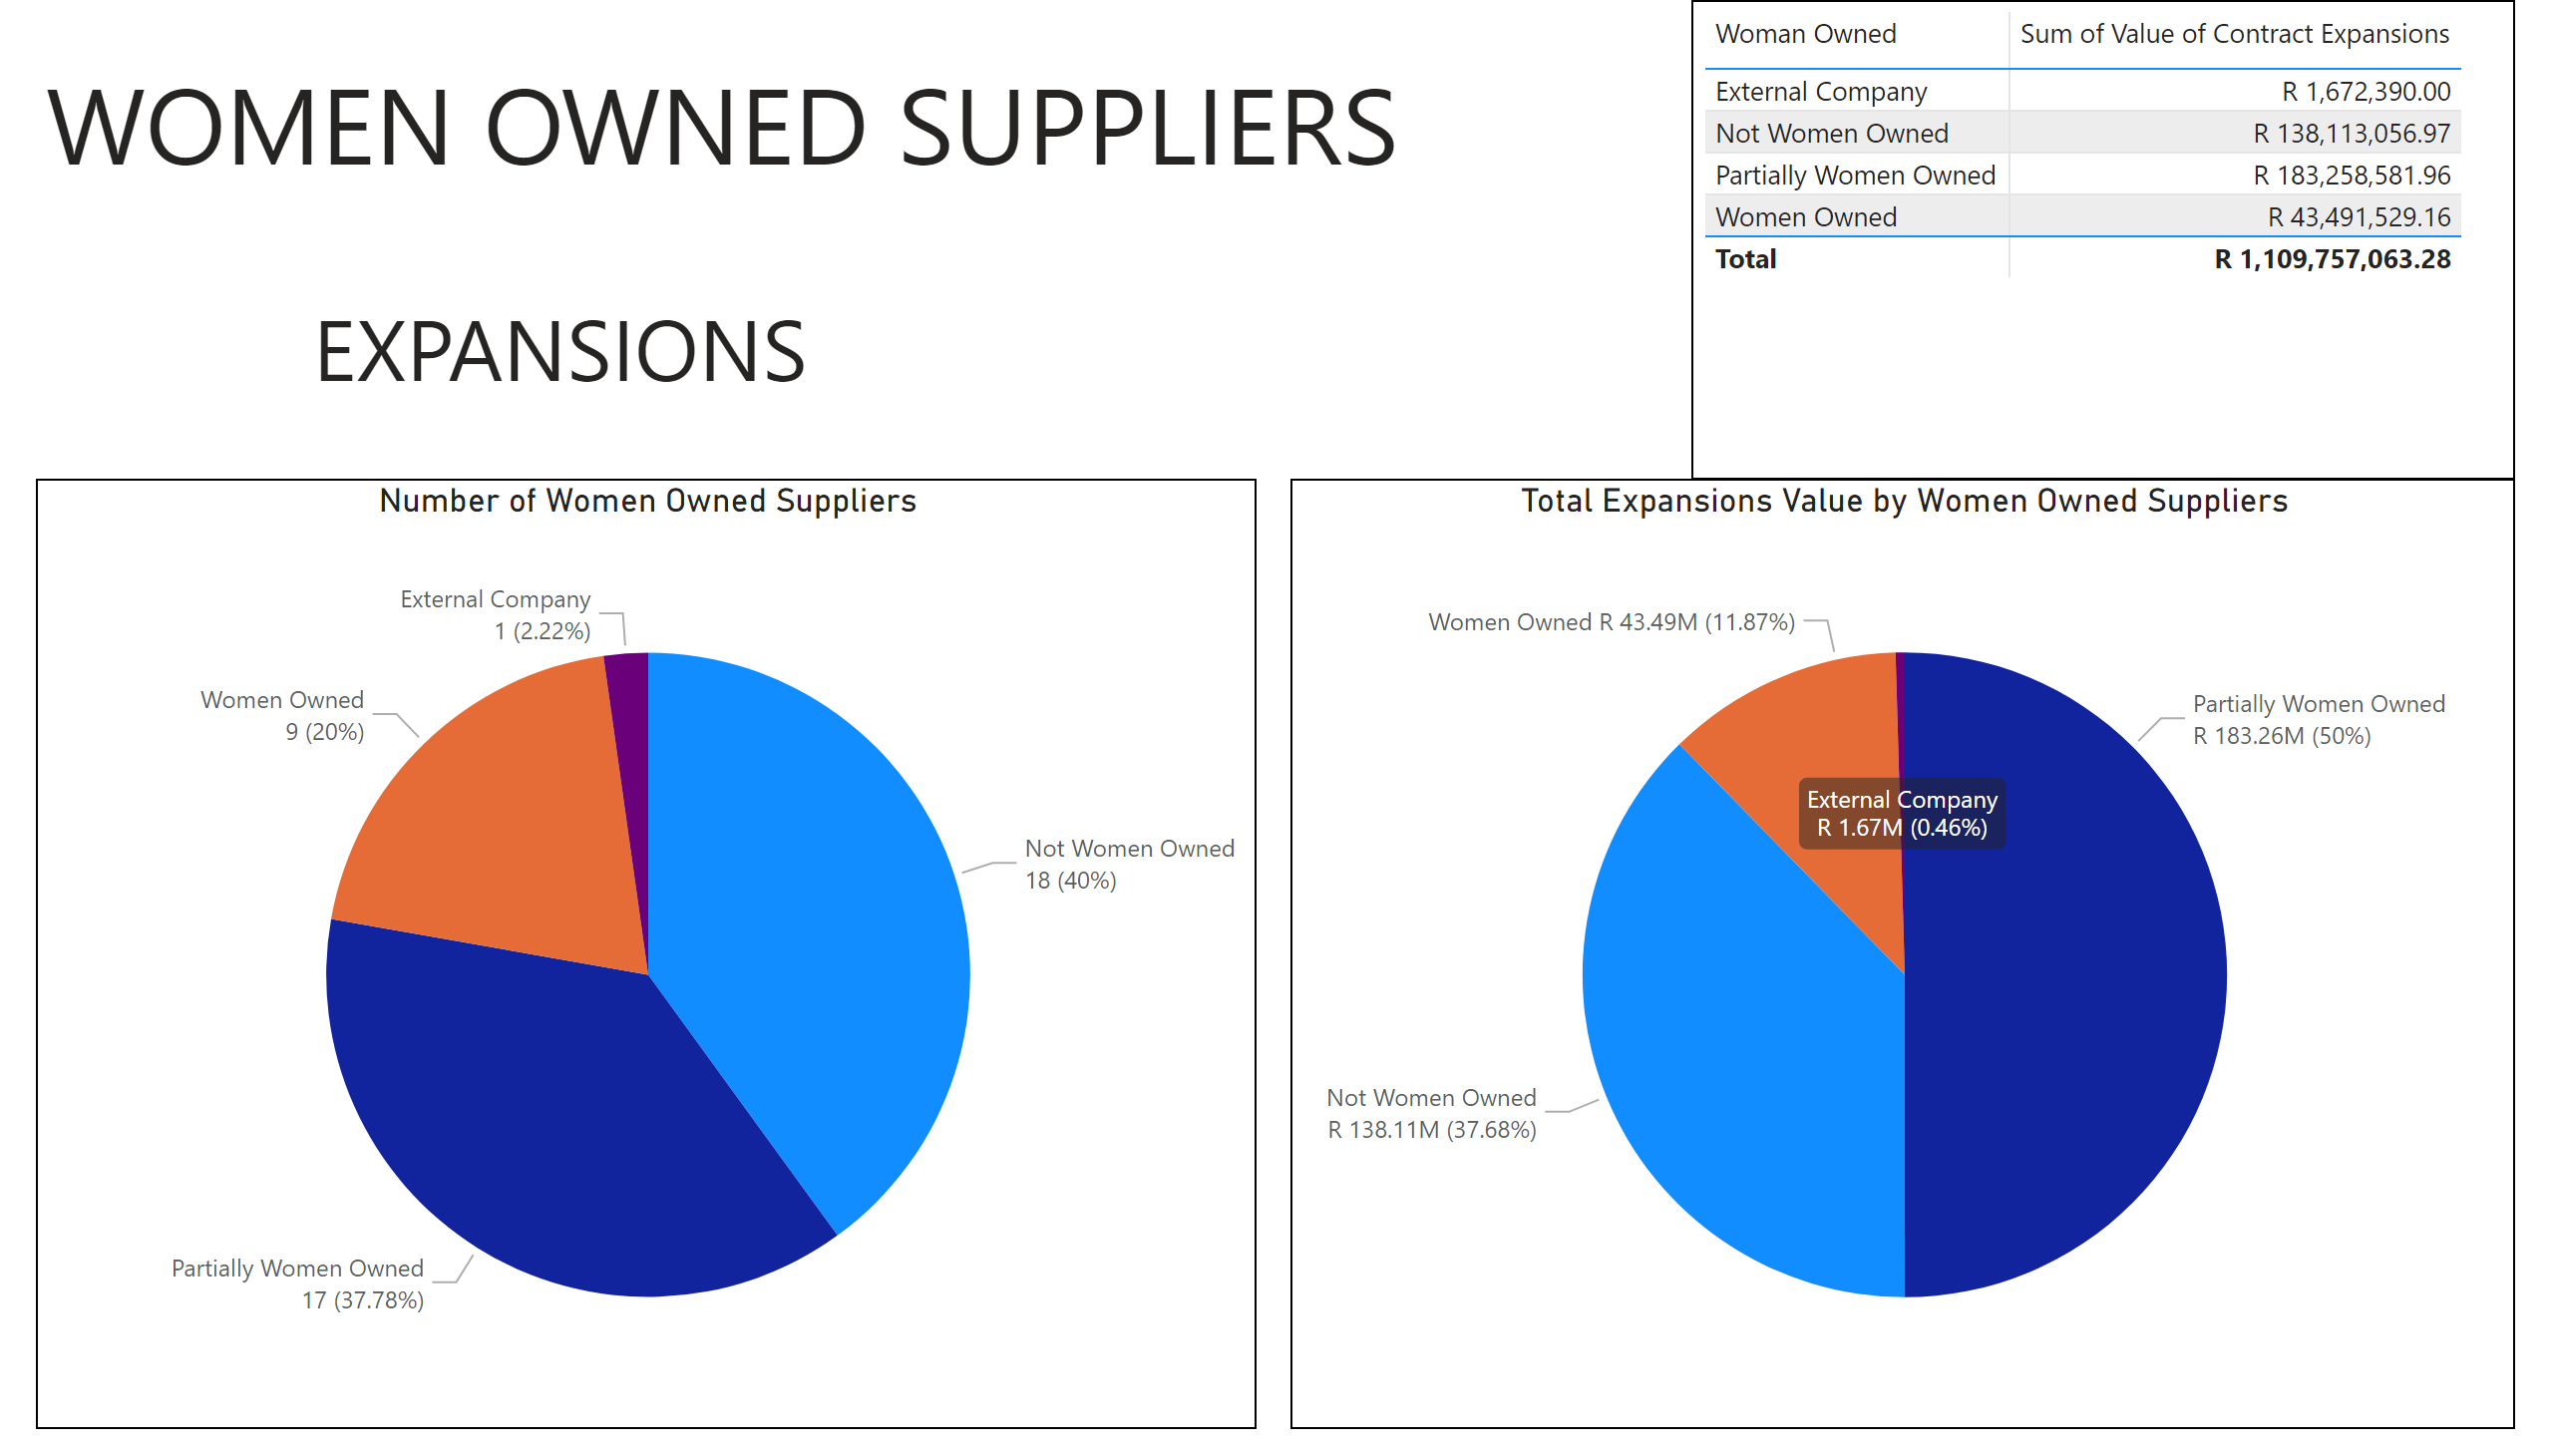 WOMEN OWNED SUPPLIERS
EXPANSIONS
Woman Owned Sum of Value of Contract Expansions
External Company R 1,672,390.00
Not Women Owned R 138,113,056.97
Partially Women Owned R 183,258,581.96
Women Owned R 43,491,529.16
Total R 1,109,757,063.28
Number of Women Owned Suppliers
External Company
1 (2.22%)
Women Owned
9 (20%)
Not Women Owned
18 (40%)
Partially Women Owned
17 (37.78%)
Total Expansions Value by Women Owned Suppliers
Women Owned R 43.49M (11.87%)
Partially Women Owned
R 183.26M (50%)
External Company
R 1.67M (0.46%)
Not Women Owned
R 138.11M (37.68%)